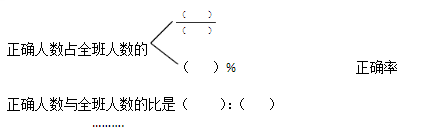 ( )
( )
正确人数占全班人数的
( )%
正确率
正确人数与全班人数的比是( ):( )
……….